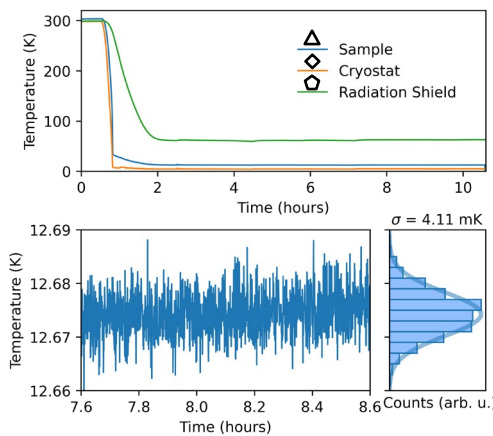 300
200
100
0
Temperature (K)
Sample
Cryostat
Radiation Shield
0 2 4 6 8 10
Time (hours)
σ = 4.11 mK
12.69
12.68
12.67
12.66
Temperature (K)
7.6 7.8 8.0 8.2 8.4 8.6
Time (hours)
Counts (arb. u.)